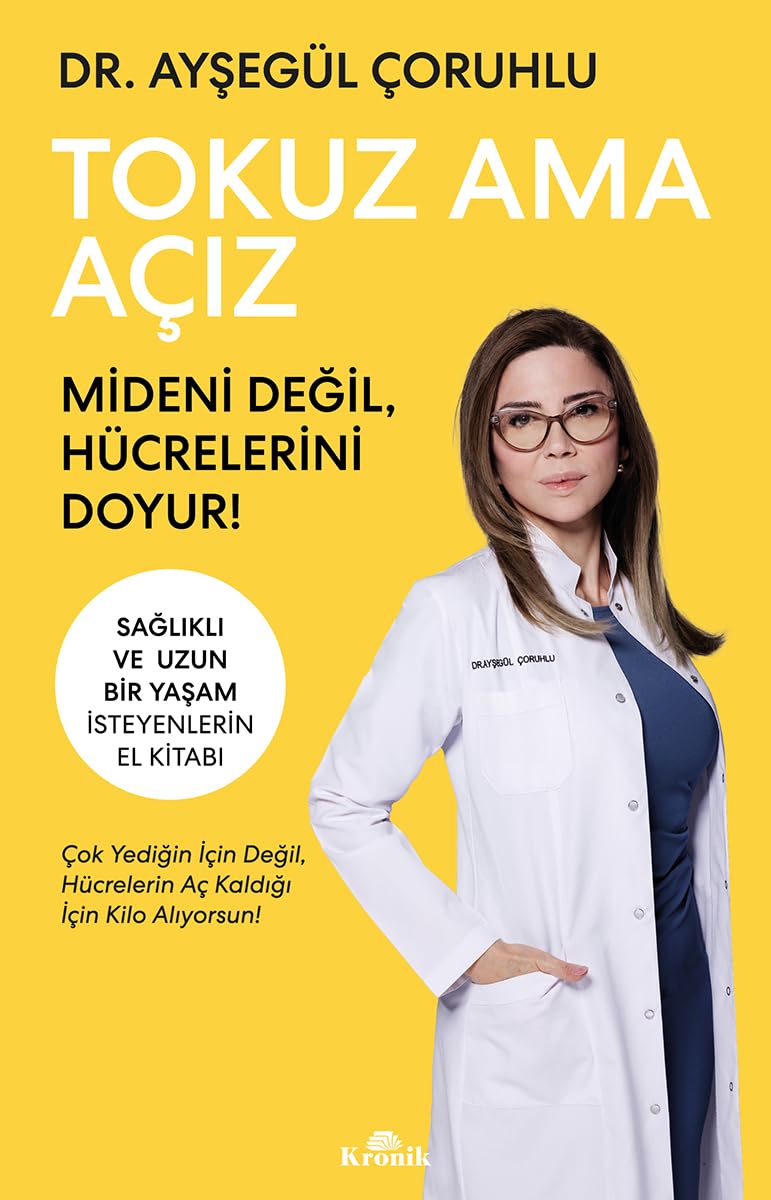 DR. AYŞEGÜL ÇORUHLU
TOKUZ AMA
AÇIZ
MİDENİ DEĞİL,
HÜCRELERİNİ
DOYUR!
SAĞLIKLI
VE UZUN
BİR YAŞAM
İSTEYENLERİN
EL KİTABI
DR.AYŞEGÜL ÇORUHLU
Çok Yediğin İçin Değil,
Hücrelerin Aç Kaldığı
İçin Kilo Alıyorsun!
Kronik